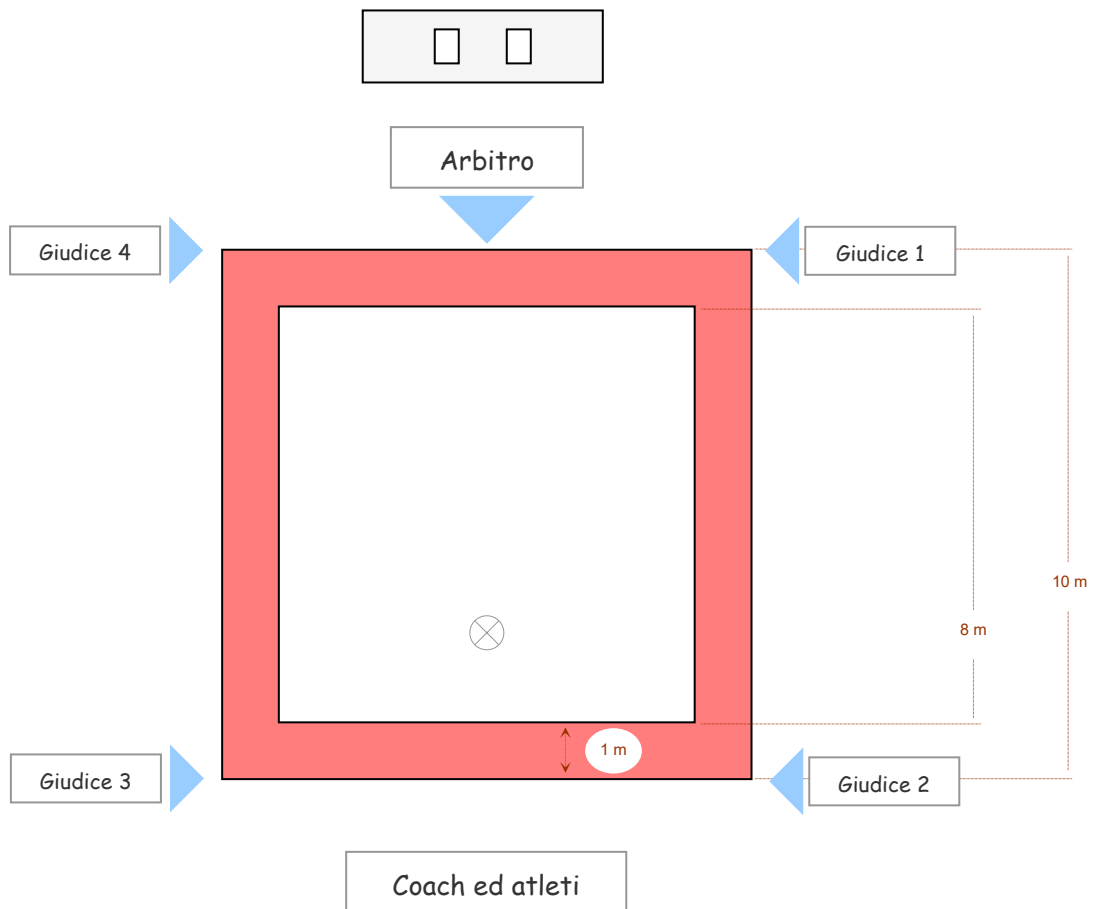 Arbitro
Giudice 4
Giudice 1
10 m
8 m
1 m
Giudice 3
Giudice 2
Coach ed atleti